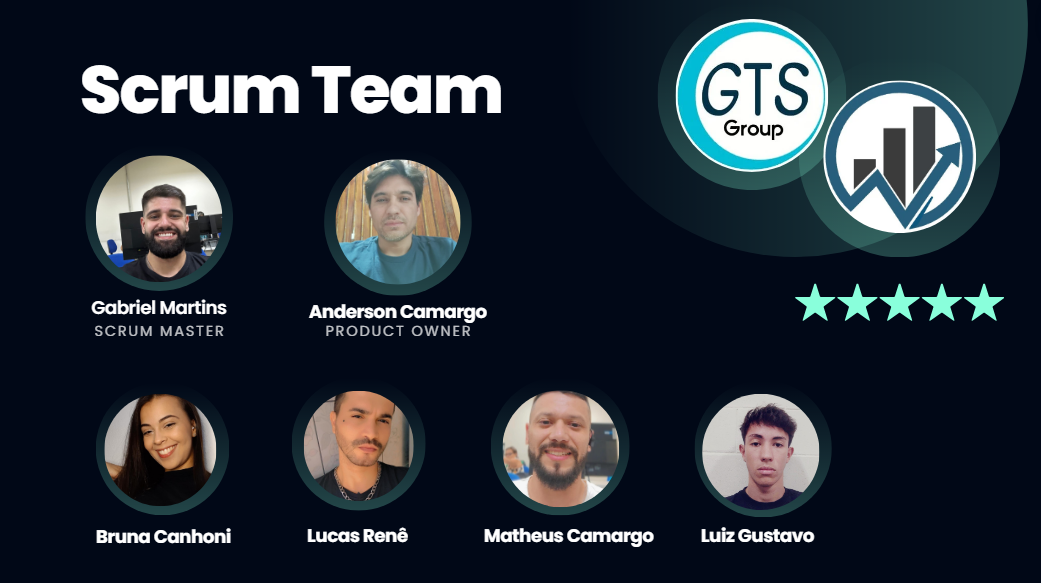 Scrum Team
GTS
Group
Gabriel Martins
SCRUM MASTER
Anderson Camargo
PRODUCT OWNER
Bruna Canhoni
Lucas Renê
Matheus Camargo
Luiz Gustavo